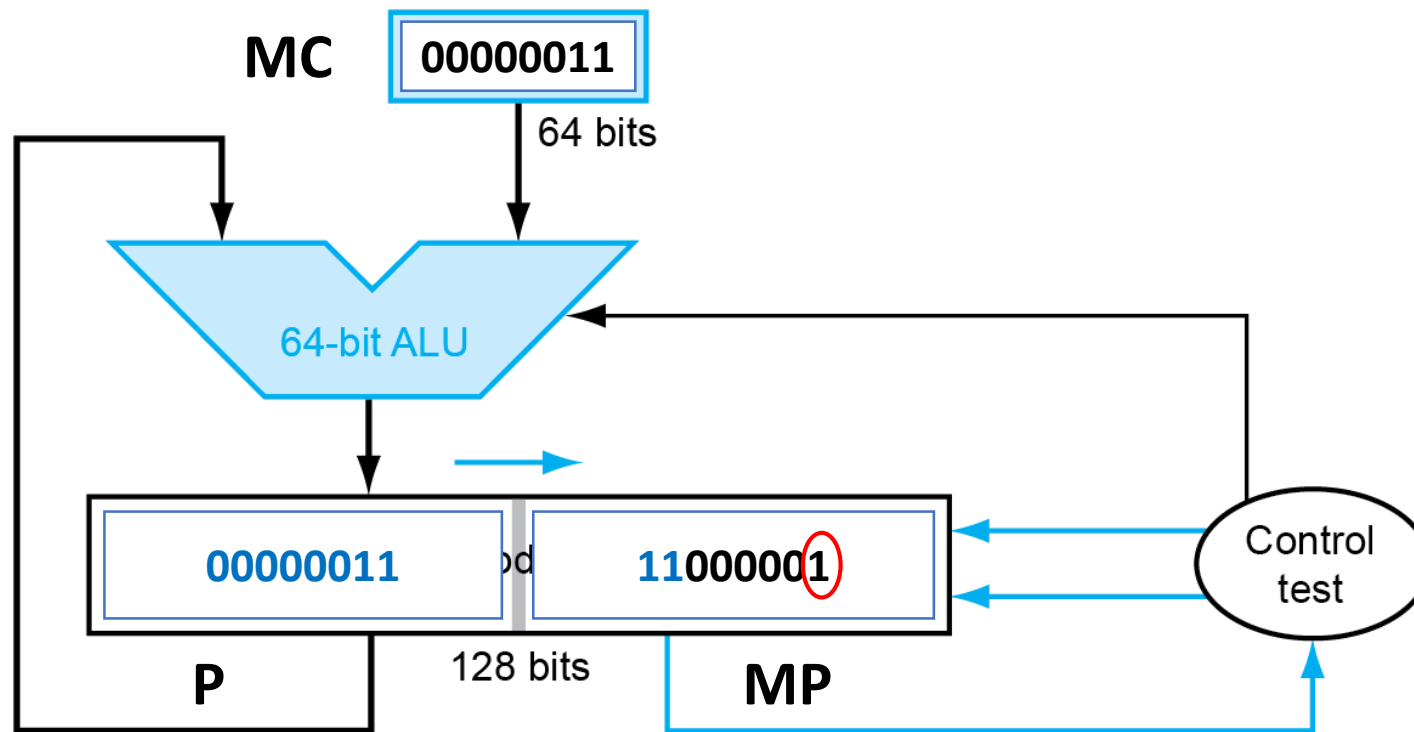 MC
00000011
64 bits
64-bit ALU
00000011
11000001
Control
test
128 bits
P
MP